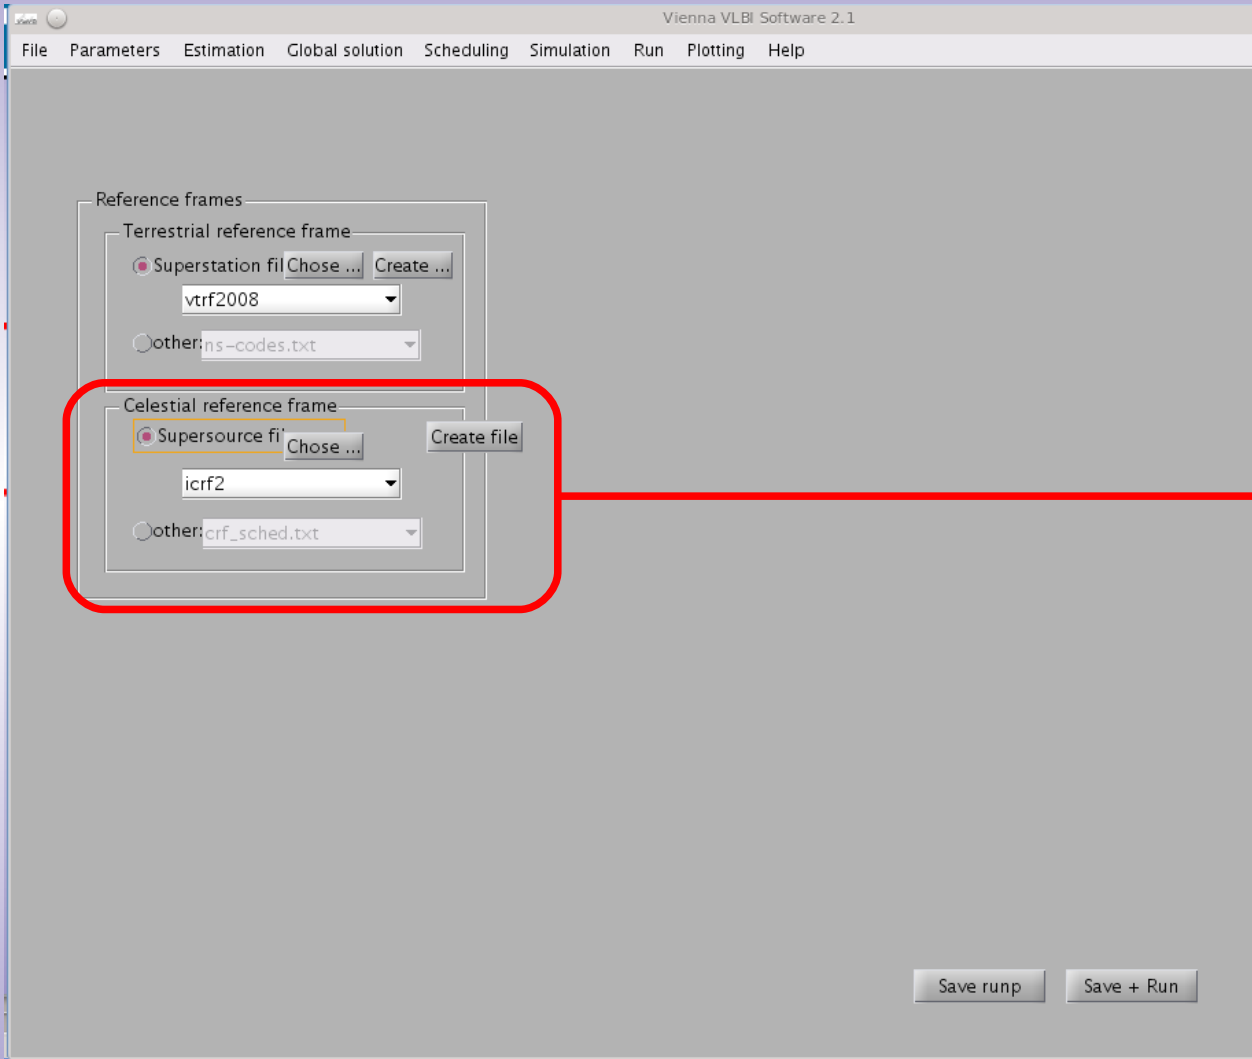 Vienna VLBI Software 2.1
File Parameters Estimation Global solution Scheduling Simulation Run Plotting Help
Reference frames
Terrestrial reference frame
Superstation fil Chose ... Create ...
vtrf2008
other: ns-codes.txt
Celestial reference frame
Supersource fi Chose ... Create file
icrf2
other: crf_sched.txt
Save runp Save + Run